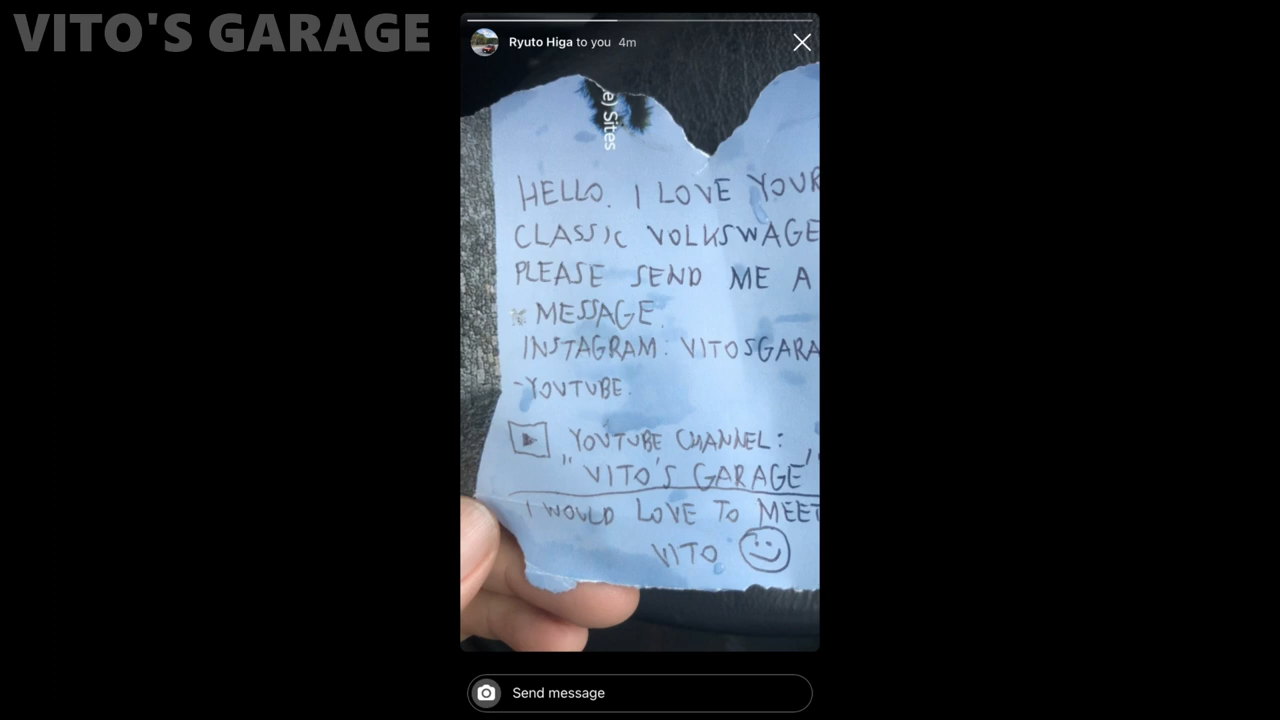 VITO'S GARAGE
Ryuto Higa to you 4m
e) Sites
HELLO. I LOVE YOUR
CLASSIC VOLKSWAGE
PLEASE SEND ME A
MESSAGE.
INSTAGRAM: VITOSGARA
-YOUTUBE.
YOUTUBE CHANNEL:
"VITO'S GARAGE"
I WOULD LOVE TO MEET
VITO
Send message